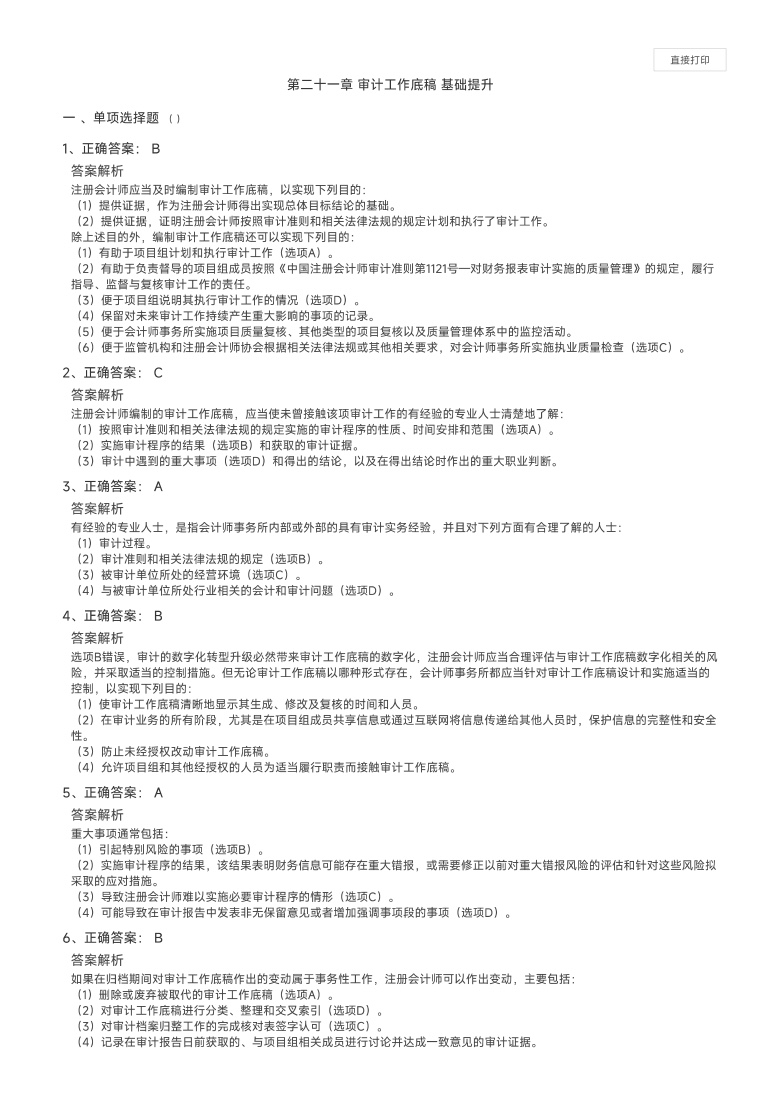 直接打印
第二十一章 审计工作底稿 基础提升
一 、单项选择题 （ ）
1、正确答案： B
答案解析
注册会计师应当及时编制审计工作底稿，以实现下列目的：
（1）提供证据，作为注册会计师得出实现总体目标结论的基础。
（2）提供证据，证明注册会计师按照审计准则和相关法律法规的规定计划和执行了审计工作。
除上述目的外，编制审计工作底稿还可以实现下列目的：
（1）有助于项目组计划和执行审计工作（选项A）。
（2）有助于负责督导的项目组成员按照《中国注册会计师审计准则第1121号—对财务报表审计实施的质量管理》的规定，履行
指导、监督与复核审计工作的责任。
（3）便于项目组说明其执行审计工作的情况（选项D）。
（4）保留对未来审计工作持续产生重大影响的事项的记录。
（5）便于会计师事务所实施项目质量复核、其他类型的项目复核以及质量管理体系中的监控活动。
（6）便于监管机构和注册会计师协会根据相关法律法规或其他相关要求，对会计师事务所实施执业质量检查（选项C）。
2、正确答案： C
答案解析
注册会计师编制的审计工作底稿，应当使未曾接触该项审计工作的有经验的专业人士清楚地了解：
（1）按照审计准则和相关法律法规的规定实施的审计程序的性质、时间安排和范围（选项A）。
（2）实施审计程序的结果（选项B）和获取的审计证据。
（3）审计中遇到的重大事项（选项D）和得出的结论，以及在得出结论时作出的重大职业判断。
3、正确答案： A
答案解析
有经验的专业人士，是指会计师事务所内部或外部的具有审计实务经验，并且对下列方面有合理了解的人士：
（1）审计过程。
（2）审计准则和相关法律法规的规定（选项B）。
（3）被审计单位所处的经营环境（选项C）。
（4）与被审计单位所处行业相关的会计和审计问题（选项D）。
4、正确答案： B
答案解析
选项B错误，审计的数字化转型升级必然带来审计工作底稿的数字化，注册会计师应当合理评估与审计工作底稿数字化相关的风
险，并采取适当的控制措施。但无论审计工作底稿以哪种形式存在，会计师事务所都应当针对审计工作底稿设计和实施适当的
控制，以实现下列目的：
（1）使审计工作底稿清晰地显示其生成、修改及复核的时间和人员。
（2）在审计业务的所有阶段，尤其是在项目组成员共享信息或通过互联网将信息传递给其他人员时，保护信息的完整性和安全
性。
（3）防止未经授权改动审计工作底稿。
（4）允许项目组和其他经授权的人员为适当履行职责而接触审计工作底稿。
5、正确答案： A
答案解析
重大事项通常包括：
（1）引起特别风险的事项（选项B）。
（2）实施审计程序的结果，该结果表明财务信息可能存在重大错报，或需要修正以前对重大错报风险的评估和针对这些风险拟
采取的应对措施。
（3）导致注册会计师难以实施必要审计程序的情形（选项C）。
（4）可能导致在审计报告中发表非无保留意见或者增加强调事项段的事项（选项D）。
6、正确答案： B
答案解析
如果在归档期间对审计工作底稿作出的变动属于事务性工作，注册会计师可以作出变动，主要包括：
（1）删除或废弃被取代的审计工作底稿（选项A）。
（2）对审计工作底稿进行分类、整理和交叉索引（选项D）。
（3）对审计档案归整工作的完成核对表签字认可（选项C）。
（4）记录在审计报告日前获取的、与项目组相关成员进行讨论并达成一致意见的审计证据。